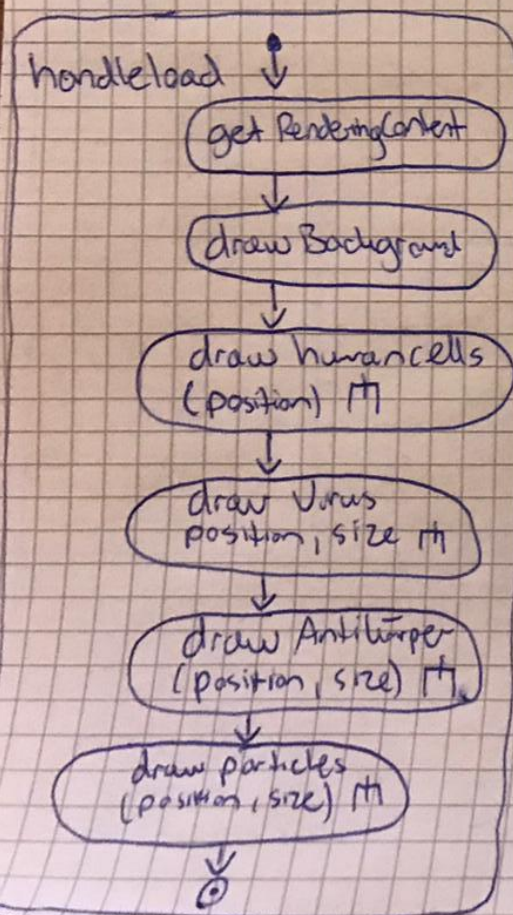 handleload
get RenderingContent
draw Background
draw humancells
(position)
draw Virus
position, size
draw Antikörper
(position, size)
draw particles
(position, size)